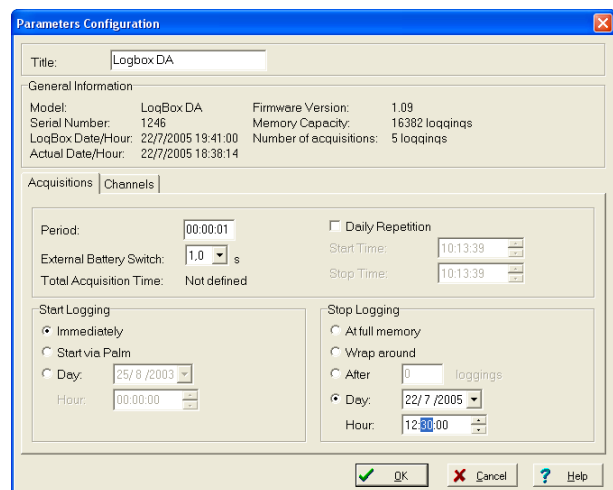 Parameters Configuration
Title: Logbox DA
General Information
Model: LogBox DA Firmware Version: 1.09
Serial Number: 1246 Memory Capacity: 16382 loggings
LogBox Date/Hour: 22/7/2005 19:41:00 Number of acquisitions: 5 loggings
Actual Date/Hour: 22/7/2005 18:38:14
Acquisitions Channels
Period: 00:00:01 Daily Repetition
External Battery Switch: 1,0 s Start Time: 10:13:39
Total Acquisition Time: Not defined Stop Time: 10:13:39
Start Logging Stop Logging
Immediately At full memory
Start via Palm Wrap around
Day: 25/ 8 /2003 After 0 loggings
Hour: 00:00:00 Day: 22/ 7 /2005
Hour: 12:30:00
OK Cancel ? Help